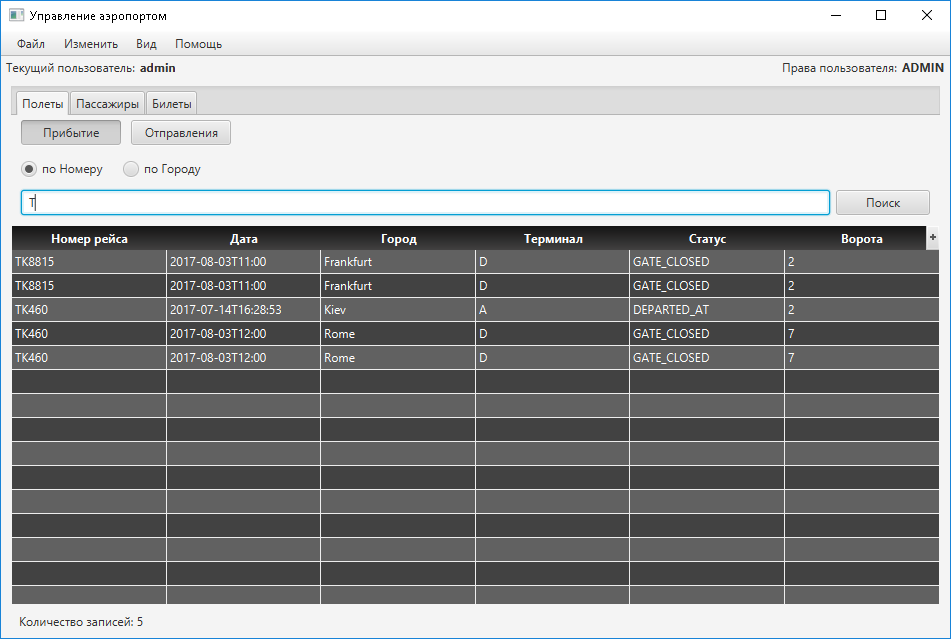 Управление аэропортом
Файл Изменить Вид Помощь
Текущий пользователь: admin Права пользователя: ADMIN
Полеты Пассажиры Билеты
Прибытие Отправления
по Номеру по Городу
T Поиск
Номер рейса Дата Город Терминал Статус Ворота +
TK8815 2017-08-03T11:00 Frankfurt D GATE_CLOSED 2
TK8815 2017-08-03T11:00 Frankfurt D GATE_CLOSED 2
TK460 2017-07-14T16:28:53 Kiev A DEPARTED_AT 2
TK460 2017-08-03T12:00 Rome D GATE_CLOSED 7
TK460 2017-08-03T12:00 Rome D GATE_CLOSED 7
Количество записей: 5